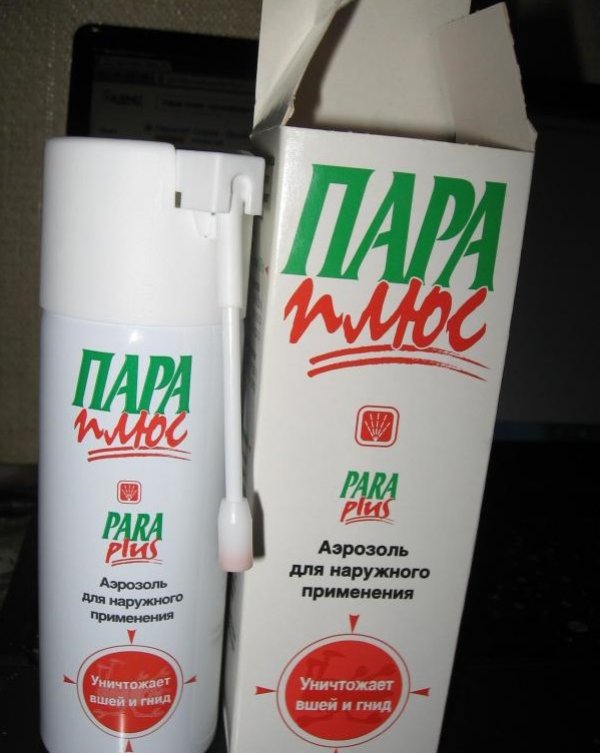 ПАРА
плюс
PARA
plus
Аэрозоль
для наружного
применения
Уничтожает
вшей и гнид
ПАРА
плюс
PARA
plus
Аэрозоль
для наружного
применения
Уничтожает
вшей и гнид